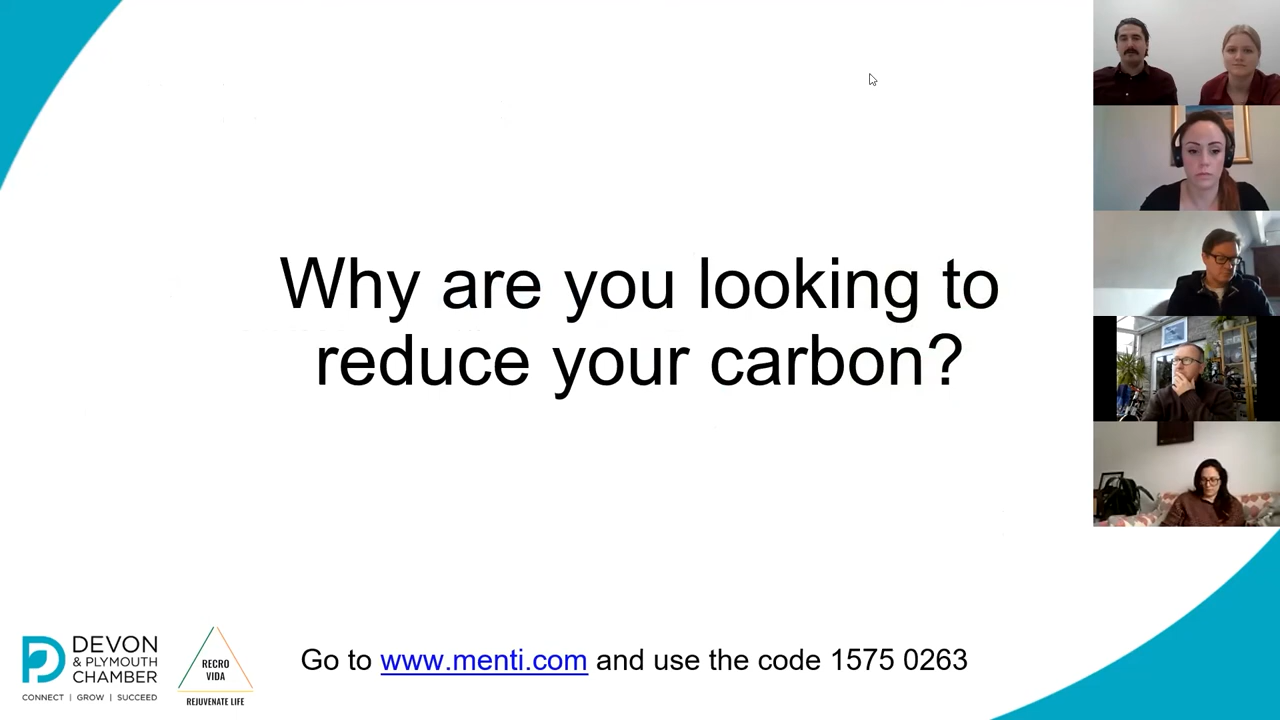 Why are you looking to
reduce your carbon?
DEVON
& PLYMOUTH
CHAMBER
CONNECT | GROW | SUCCEED
RECRO
VIDA
REJUVENATE LIFE
Go to www.menti.com and use the code 1575 0263